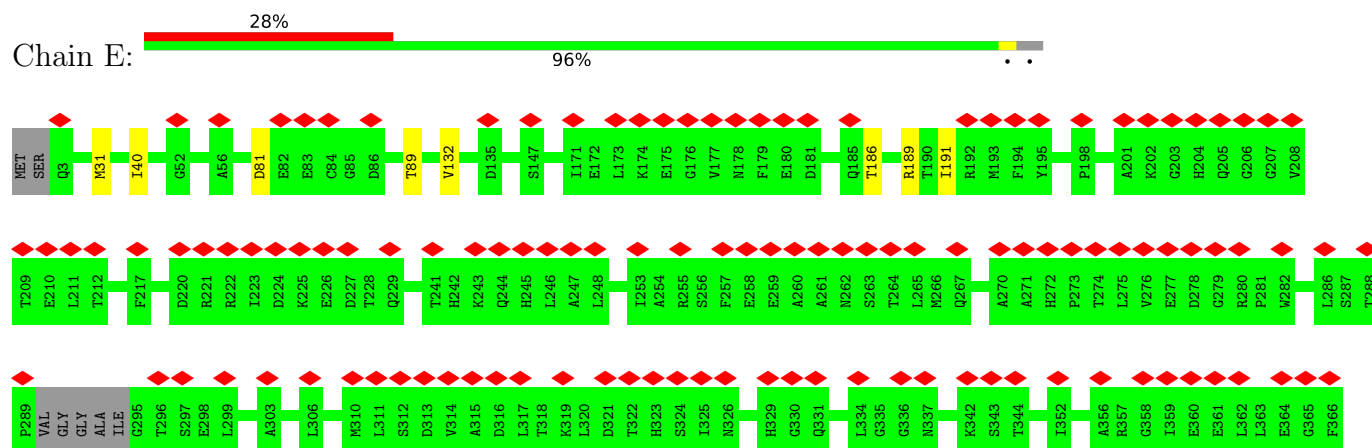 28%
Chain E:
96%
MET SER Q3 M31 I40 G52 A56 D81 E82 E83 C84 G85 D86 T89 V132 D135 S147 I171 E172 L173 K174 E175 G176 V177 N178 F179 E180 D181 Q185 T186 R189 T190 I191 R192 M193 F194 Y195 P198 A201 K202 G203 H204 Q205 G206 G207 V208
T209 E210 L211 T212 F217 D220 R221 R222 I223 D224 K225 E226 D227 T228 Q229 T241 H242 K243 Q244 H245 L246 A247 L248 I253 A254 R255 S256 F257 E258 E259 A260 A261 N262 S263 T264 L265 M266 Q267 A270 A271 H272 P273 T274 L275 V276 E277 D278 G279 R280 P281 W282 L286 S287 T288
P289 VAL GLY GLY ALA ILE G295 T296 S297 E298 L299 A303 L306 M310 L311 S312 D313 V314 A315 D316 L317 T318 K319 L320 D321 T322 H323 S324 I325 N326 H329 G330 Q331 L334 G335 G336 N337 K342 S343 T344 I352 A356 R357 G358 I359 E360 E361 L362 L363 E364 G365 F366